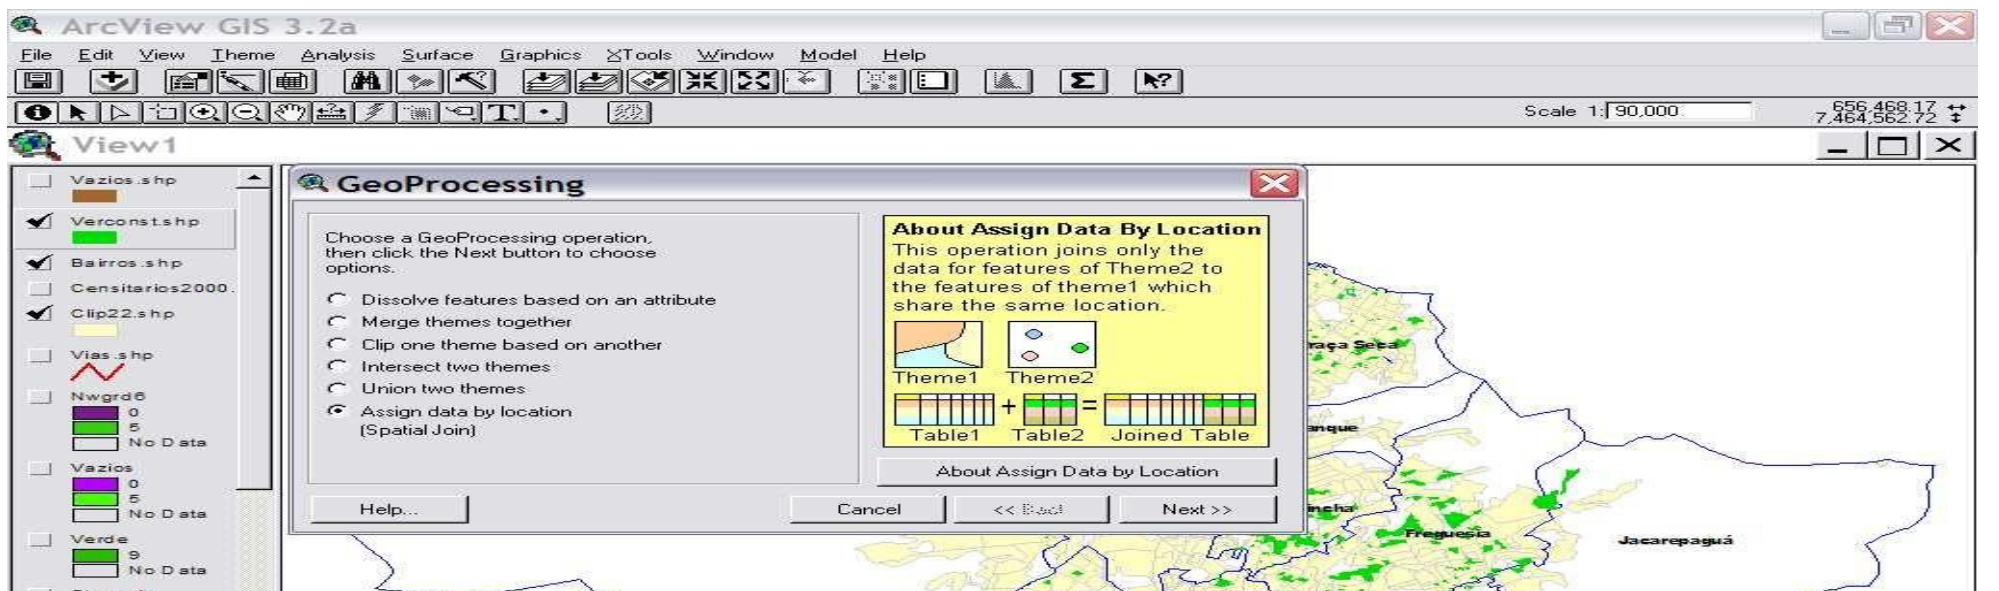 ArcView GIS 3.2a
File Edit View Theme Analysis Surface Graphics XTools Window Model Help
Scale 1: 90,000
656,468.17
7,464,562.72
View1
Vazios.shp
Verconst.shp
Bairros.shp
Censitarios2000.
Clip22.shp
Vias.shp
Nwgrd6
0
5
No Data
Vazios
0
5
No Data
Verde
9
No Data
GeoProcessing
Choose a GeoProcessing operation,
then click the Next button to choose
options.
Dissolve features based on an attribute
Merge themes together
Clip one theme based on another
Intersect two themes
Union two themes
Assign data by location
(Spatial Join)
About Assign Data By Location
This operation joins only the
data for features of Theme2 to
the features of theme1 which
share the same location.
Theme1 Theme2
+ =
Table1 Table2 Joined Table
About Assign Data by Location
Help... Cancel << Back Next >>
raça Seca
anque
incha
Freguesia
Jacarepaguá